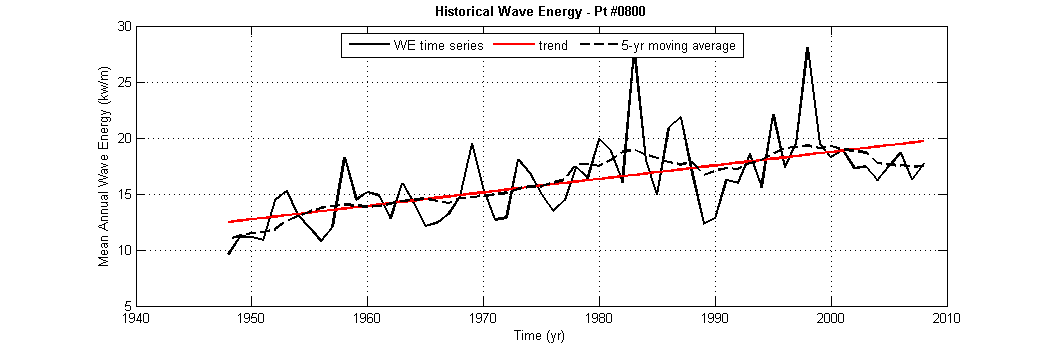 Historical Wave Energy - Pt #0800
WE time series trend 5-yr moving average
30
25
20
15
10
5
Mean Annual Wave Energy (kw/m)
1940 1950 1960 1970 1980 1990 2000 2010
Time (yr)